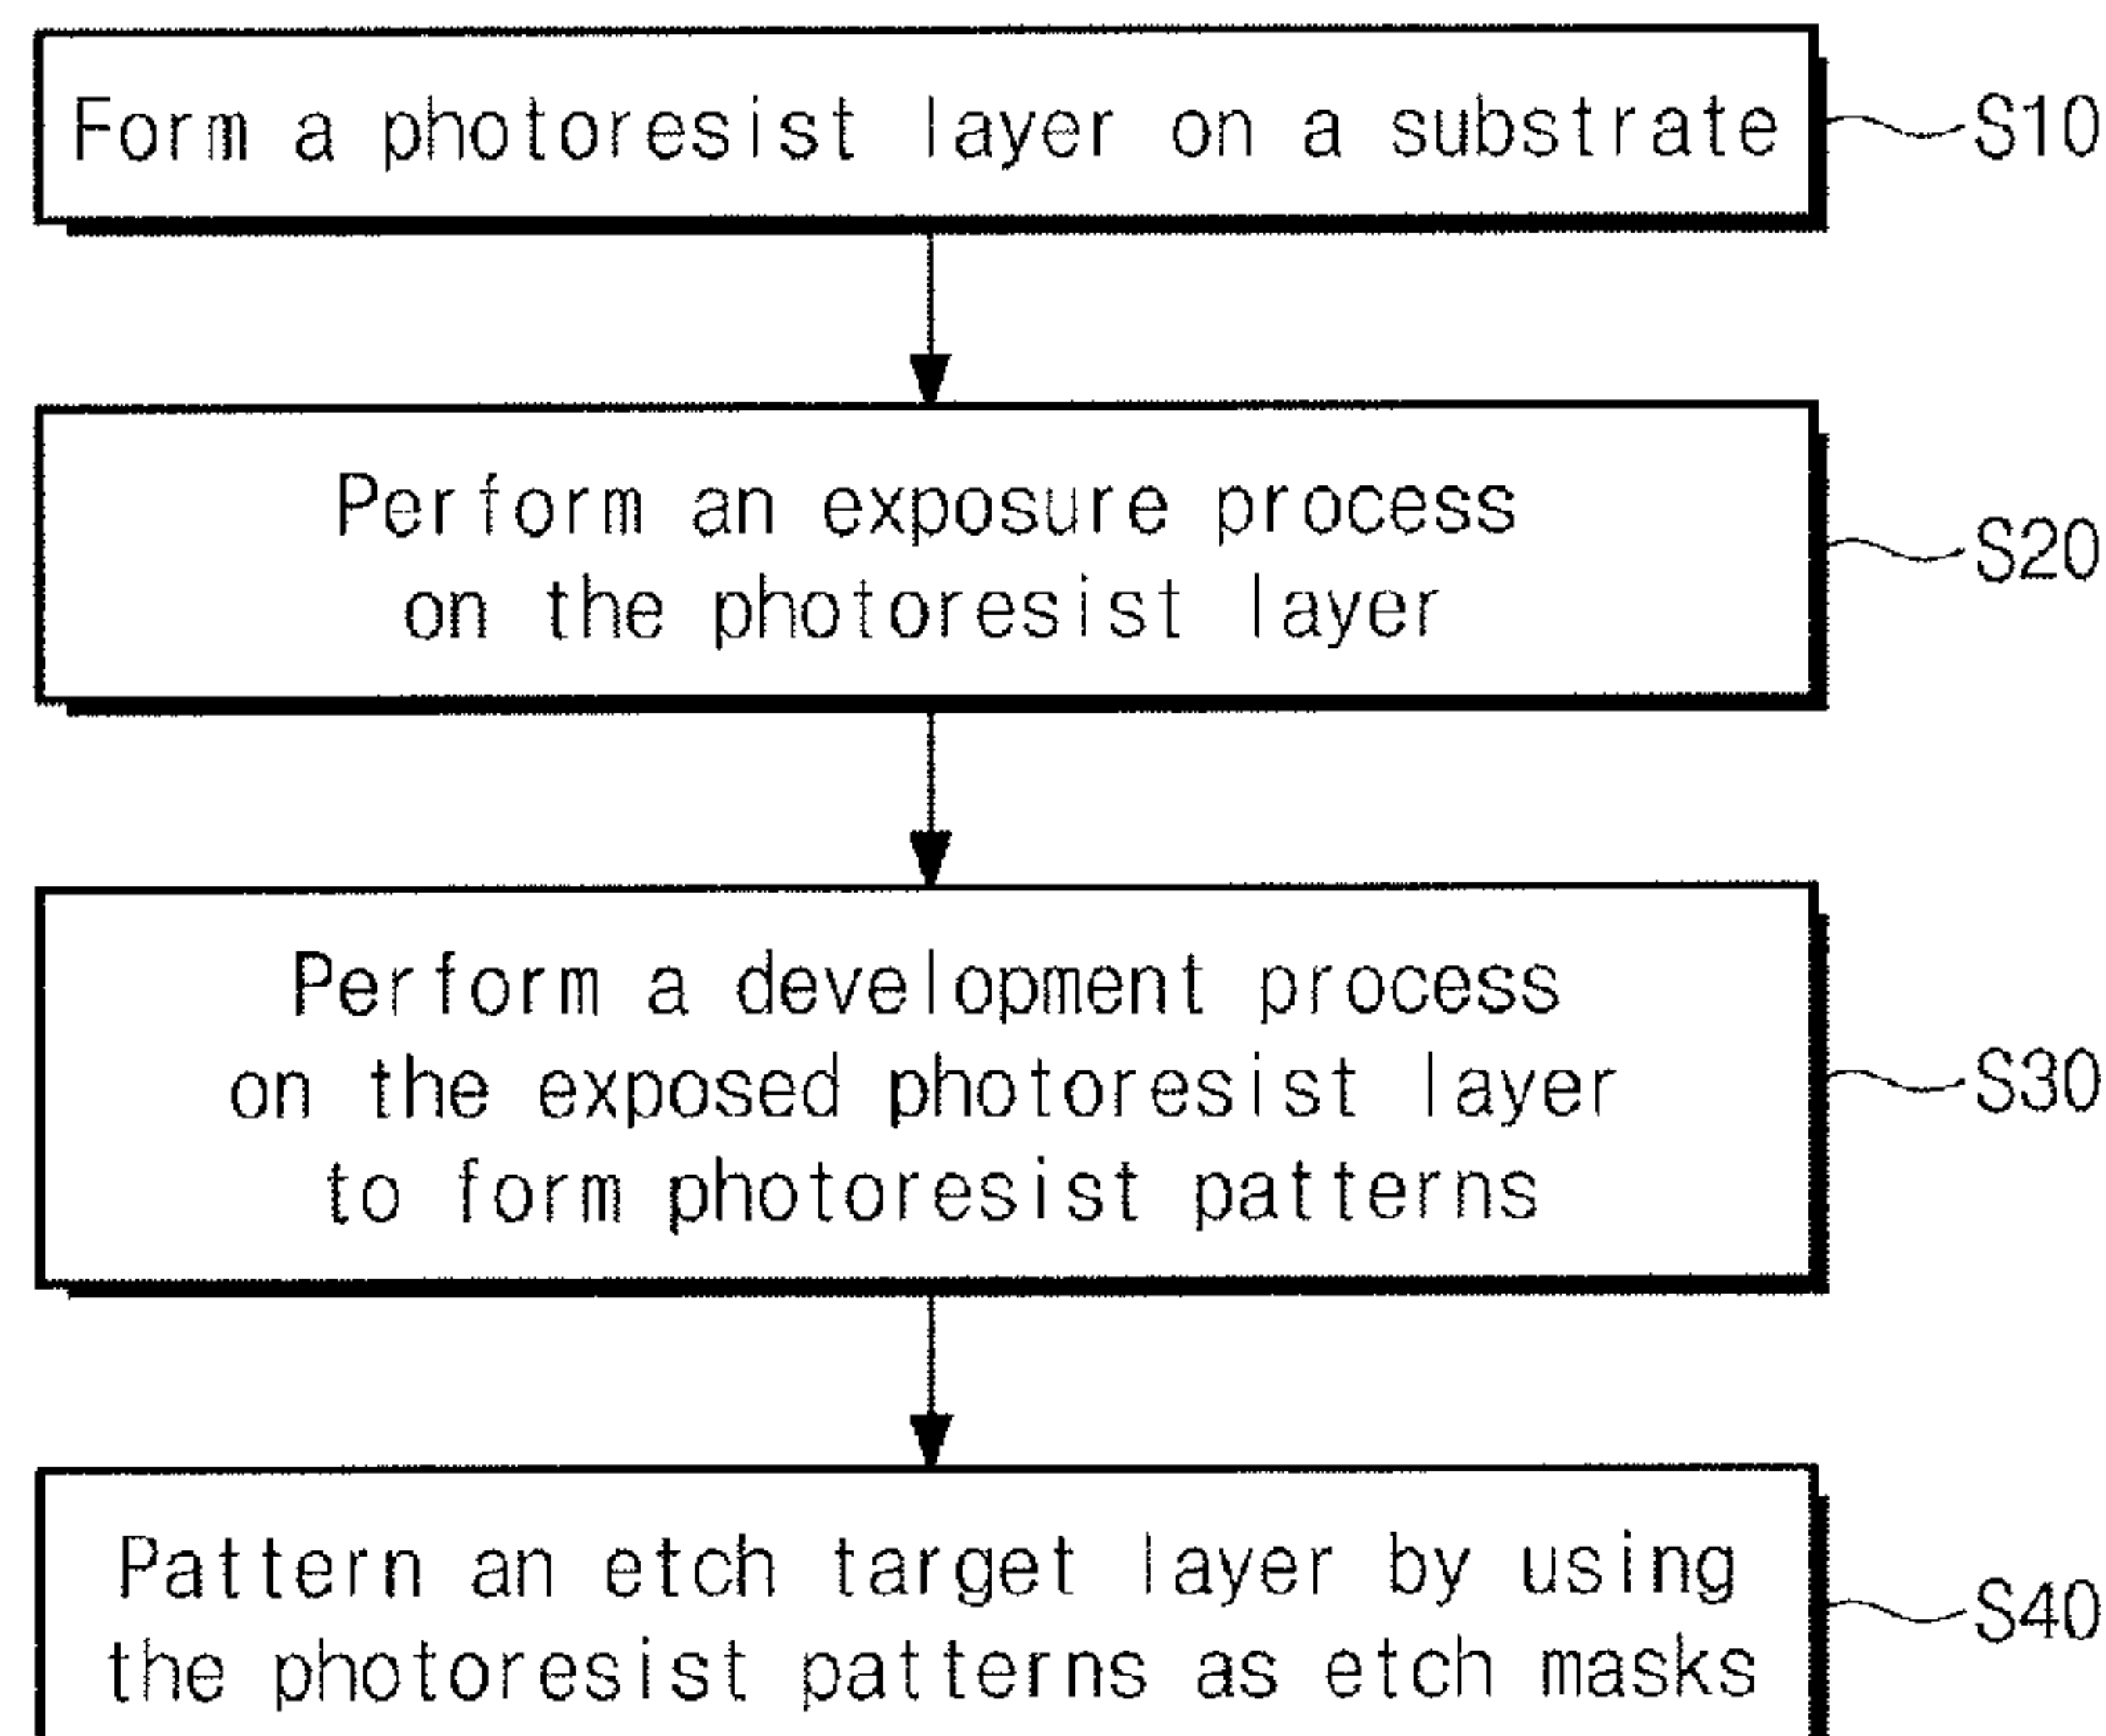 Form a photoresist layer on a substrate
S10
Perform an exposure process
on the photoresist layer
S20
Perform a development process
on the exposed photoresist layer
to form photoresist patterns
S30
Pattern an etch target layer by using
the photoresist patterns as etch masks
S40